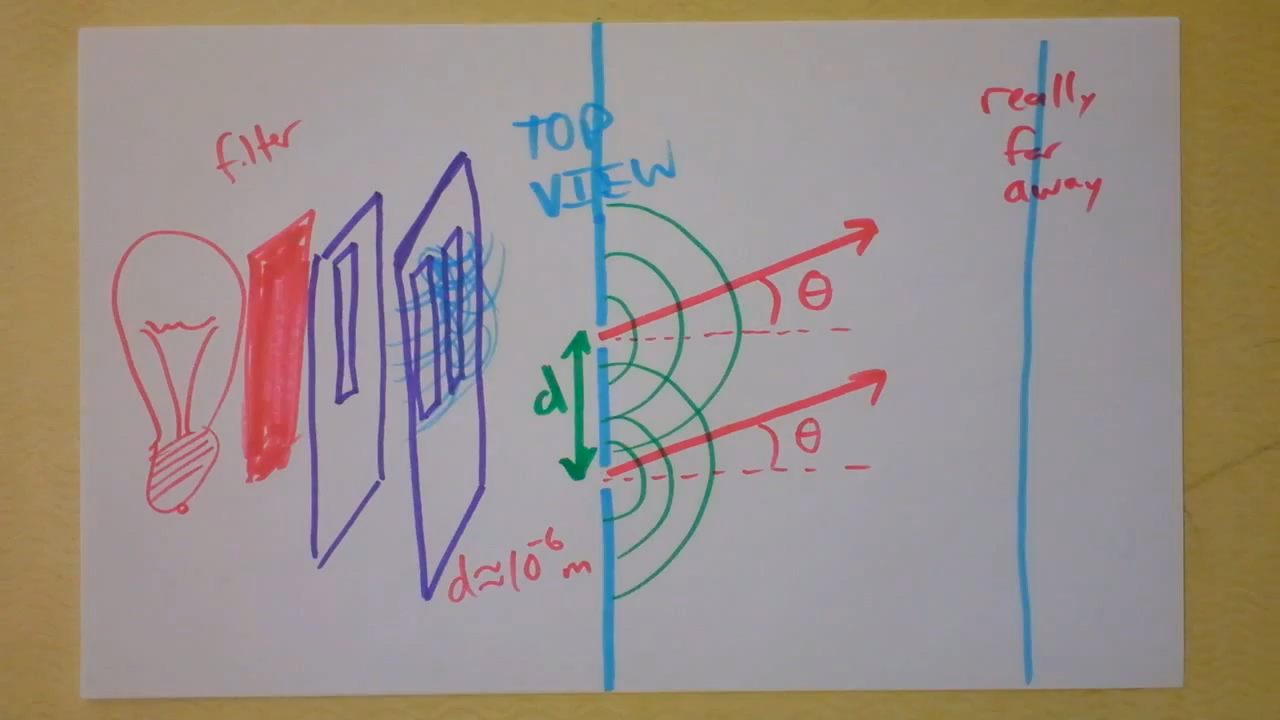 filter
TOP
VIEW
really
far
away
θ
d
θ
d≈10⁻⁶ m